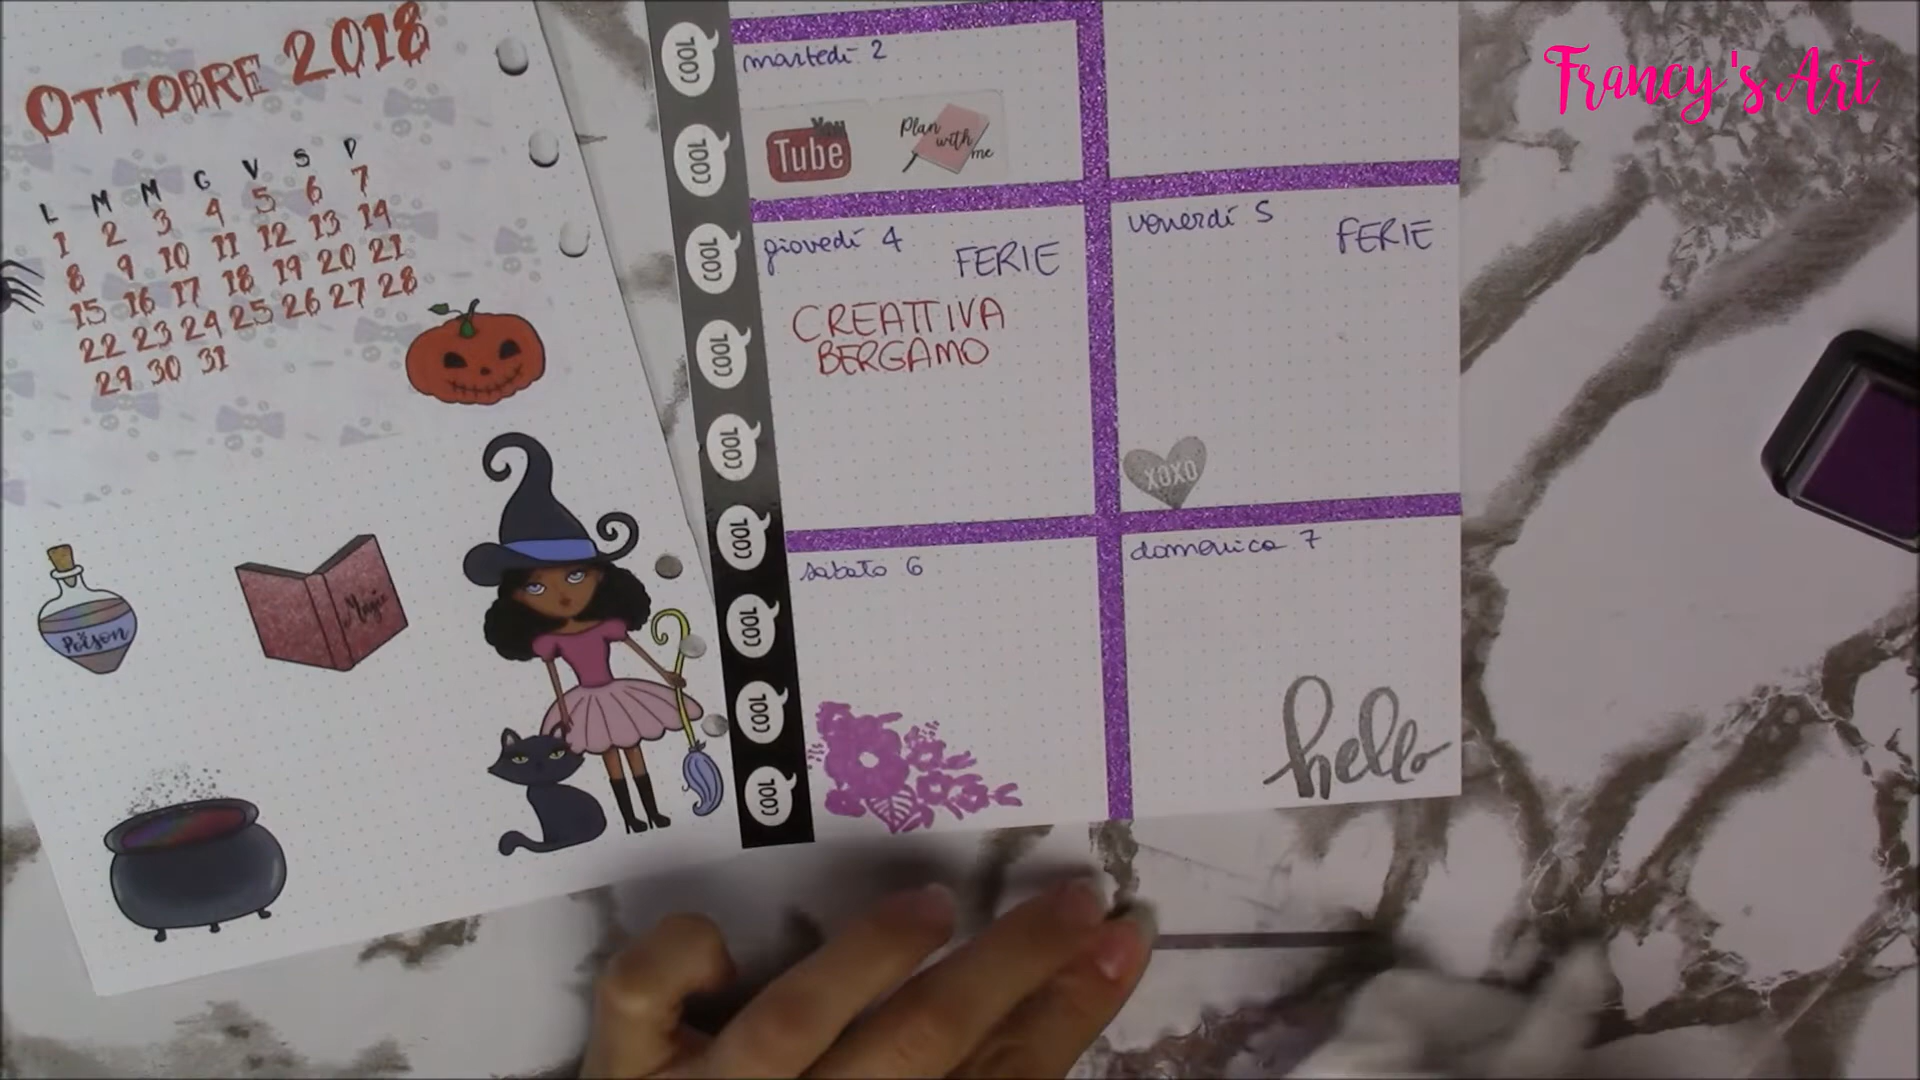 OTTOBRE 2018
L M M G V S D
1 2 3 4 5 6 7
8 9 10 11 12 13 14
15 16 17 18 19 20 21
22 23 24 25 26 27 28
29 30 31
Poison
Magic
COOL
COOL
COOL
COOL
COOL
COOL
COOL
COOL
COOL
martedì 2
You
Tube
Plan
with
me
giovedì 4 FERIE
CREATTIVA
BERGAMO
venerdì 5 FERIE
XOXO
sabato 6
domenica 7
hello
Francy's Art